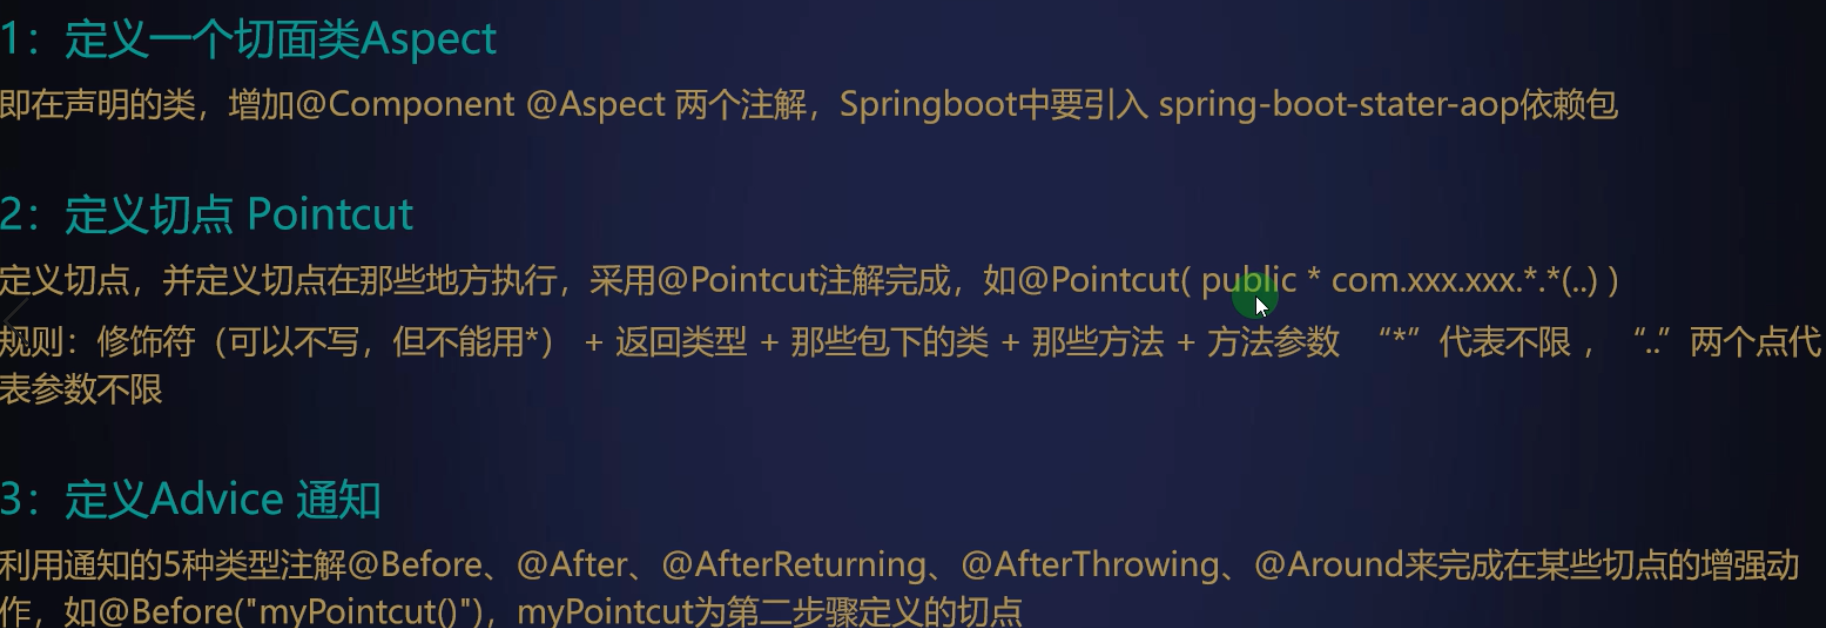 1：定义一个切面类Aspect
即在声明的类，增加@Component @Aspect 两个注解，Springboot中要引入 spring-boot-stater-aop依赖包
2：定义切点 Pointcut
定义切点，并定义切点在那些地方执行，采用@Pointcut注解完成，如@Pointcut( public * com.xxx.xxx.*.*(..) )
规则：修饰符（可以不写，但不能用*） + 返回类型 + 那些包下的类 + 那些方法 + 方法参数 “*”代表不限 ， “..”两个点代
表参数不限
3：定义Advice 通知
利用通知的5种类型注解@Before、@After、@AfterReturning、@AfterThrowing、@Around来完成在某些切点的增强动
作，如@Before("myPointcut()")，myPointcut为第二步骤定义的切点